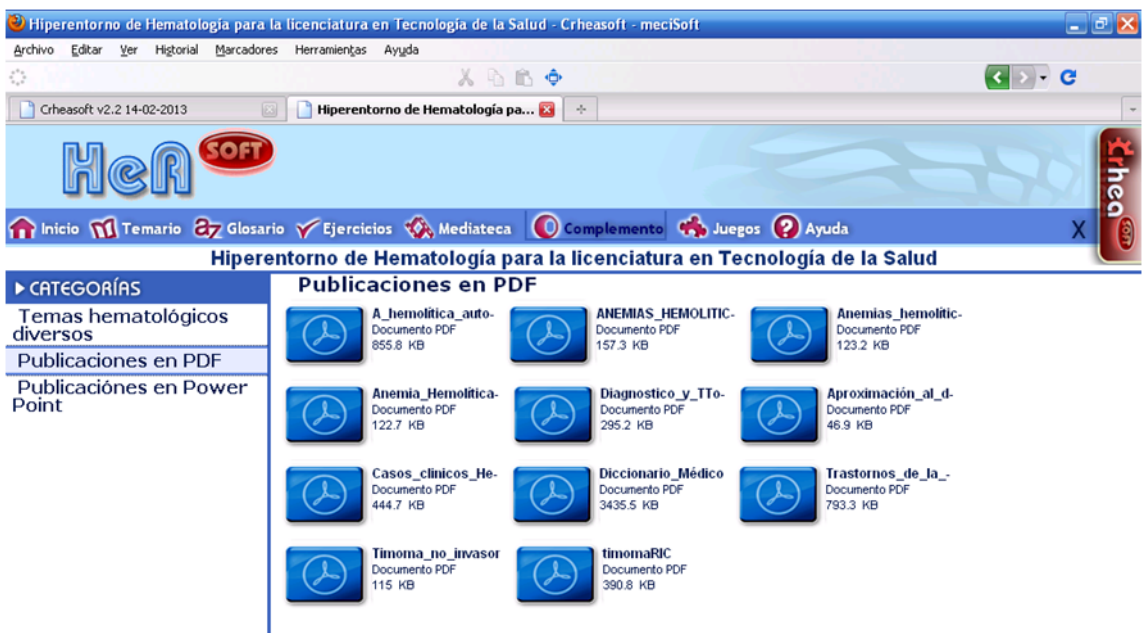 Hiperentorno de Hematología para la licenciatura en Tecnología de la Salud - Crheasoft - meciSoft
Archivo Editar Ver Historial Marcadores Herramientas Ayuda
Crheasoft v2.2 14-02-2013 Hiperentorno de Hematología pa...
HeA SOFT
Crhea Soft
Inicio Temario Glosario Ejercicios Mediateca Complemento Juegos Ayuda X
Hiperentorno de Hematología para la licenciatura en Tecnología de la Salud
CATEGORÍAS
Temas hematológicos
diversos
Publicaciones en PDF
Publicaciónes en Power
Point
Publicaciones en PDF
A_hemolítica_auto-
Documento PDF
855.8 KB
ANEMIAS_HEMOLITIC-
Documento PDF
157.3 KB
Anemias_hemolític-
Documento PDF
123.2 KB
Anemia_Hemolítica-
Documento PDF
122.7 KB
Diagnostico_y_TTo-
Documento PDF
295.2 KB
Aproximación_al_d-
Documento PDF
46.9 KB
Casos_clinicos_He-
Documento PDF
444.7 KB
Diccionario_Médico
Documento PDF
3435.5 KB
Trastornos_de_la_-
Documento PDF
793.3 KB
Timoma_no_invasor
Documento PDF
115 KB
timomaRIC
Documento PDF
390.8 KB